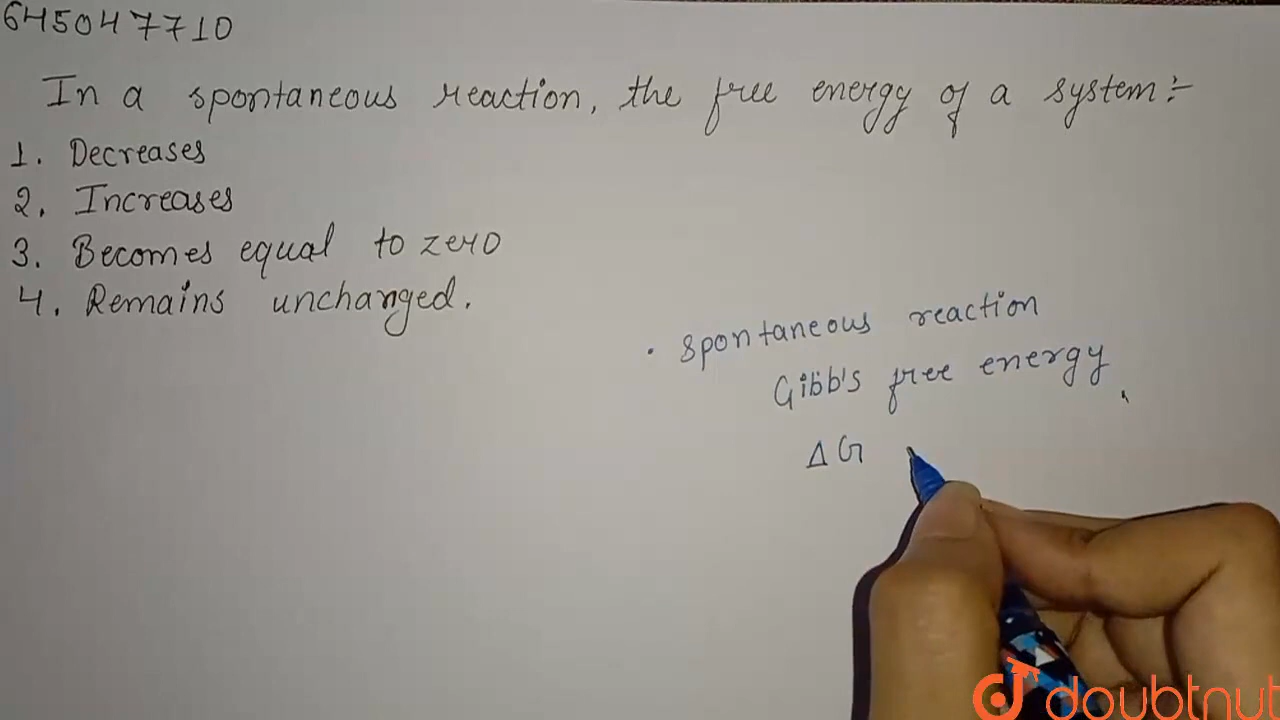 645047710
In a spontaneous reaction, the free energy of a system :-
1. Decreases
2. Increases
3. Becomes equal to zero
4. Remains unchanged.
• spontaneous reaction
Gibb's free energy
ΔG
doubtnut